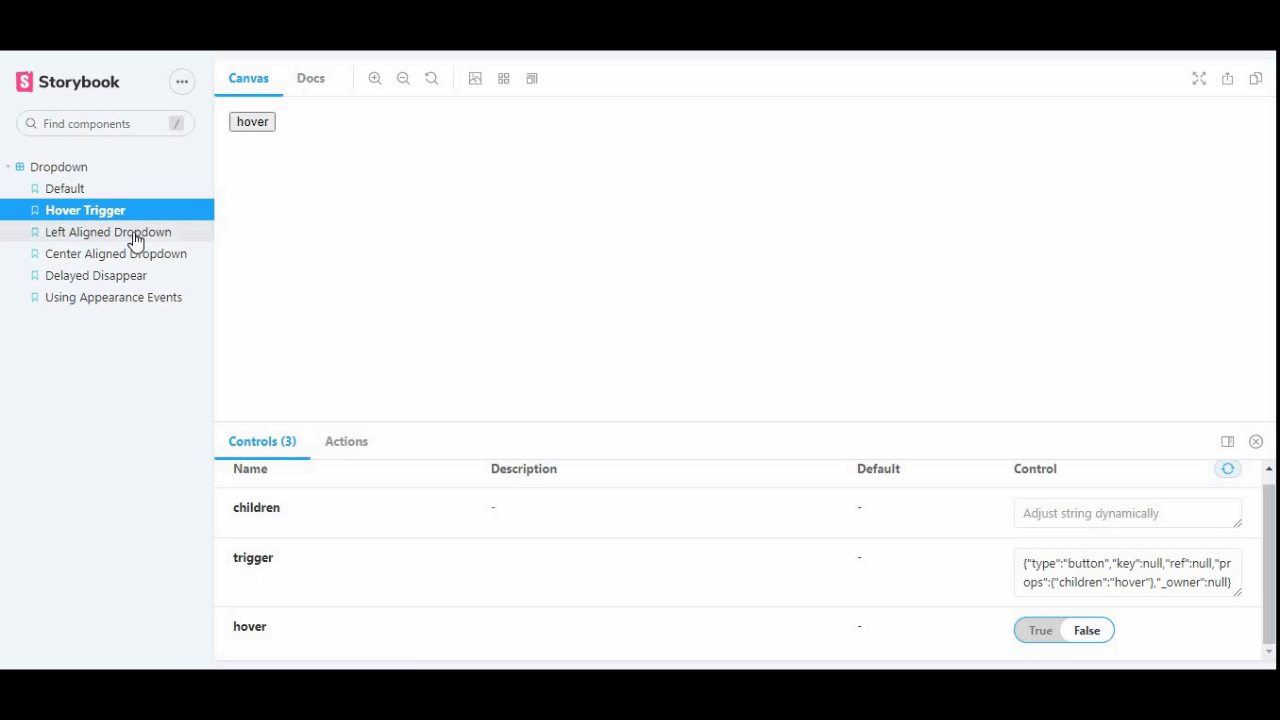 Storybook
Find components /
Dropdown
Default
Hover Trigger
Left Aligned Dropdown
Center Aligned Dropdown
Delayed Disappear
Using Appearance Events
Canvas Docs
hover
Controls (3) Actions
Name Description Default Control
children - - Adjust string dynamically
trigger - {"type":"button","key":null,"ref":null,"pr
ops":{"children":"hover"},"_owner":null}
hover - True False